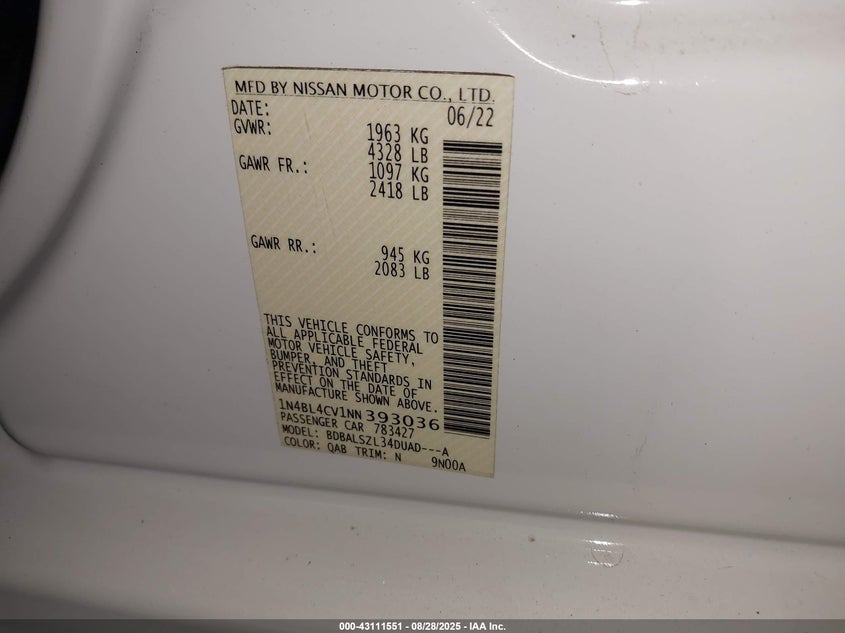 MFD BY NISSAN MOTOR CO., LTD.
DATE: 06/22
GVWR: 1963 KG
4328 LB
GAWR FR.: 1097 KG
2418 LB
GAWR RR.: 945 KG
2083 LB
THIS VEHICLE CONFORMS TO
ALL APPLICABLE FEDERAL
MOTOR VEHICLE SAFETY,
BUMPER, AND THEFT
PREVENTION STANDARDS IN
EFFECT ON THE DATE OF
MANUFACTURE SHOWN ABOVE.
1N4BL4CV1NN393036
PASSENGER CAR 783427
MODEL: BDBALSZL34DUAD---A
COLOR: QAB TRIM: N 9N00A
000-43111551 | 08/28/2025 – IAA Inc.